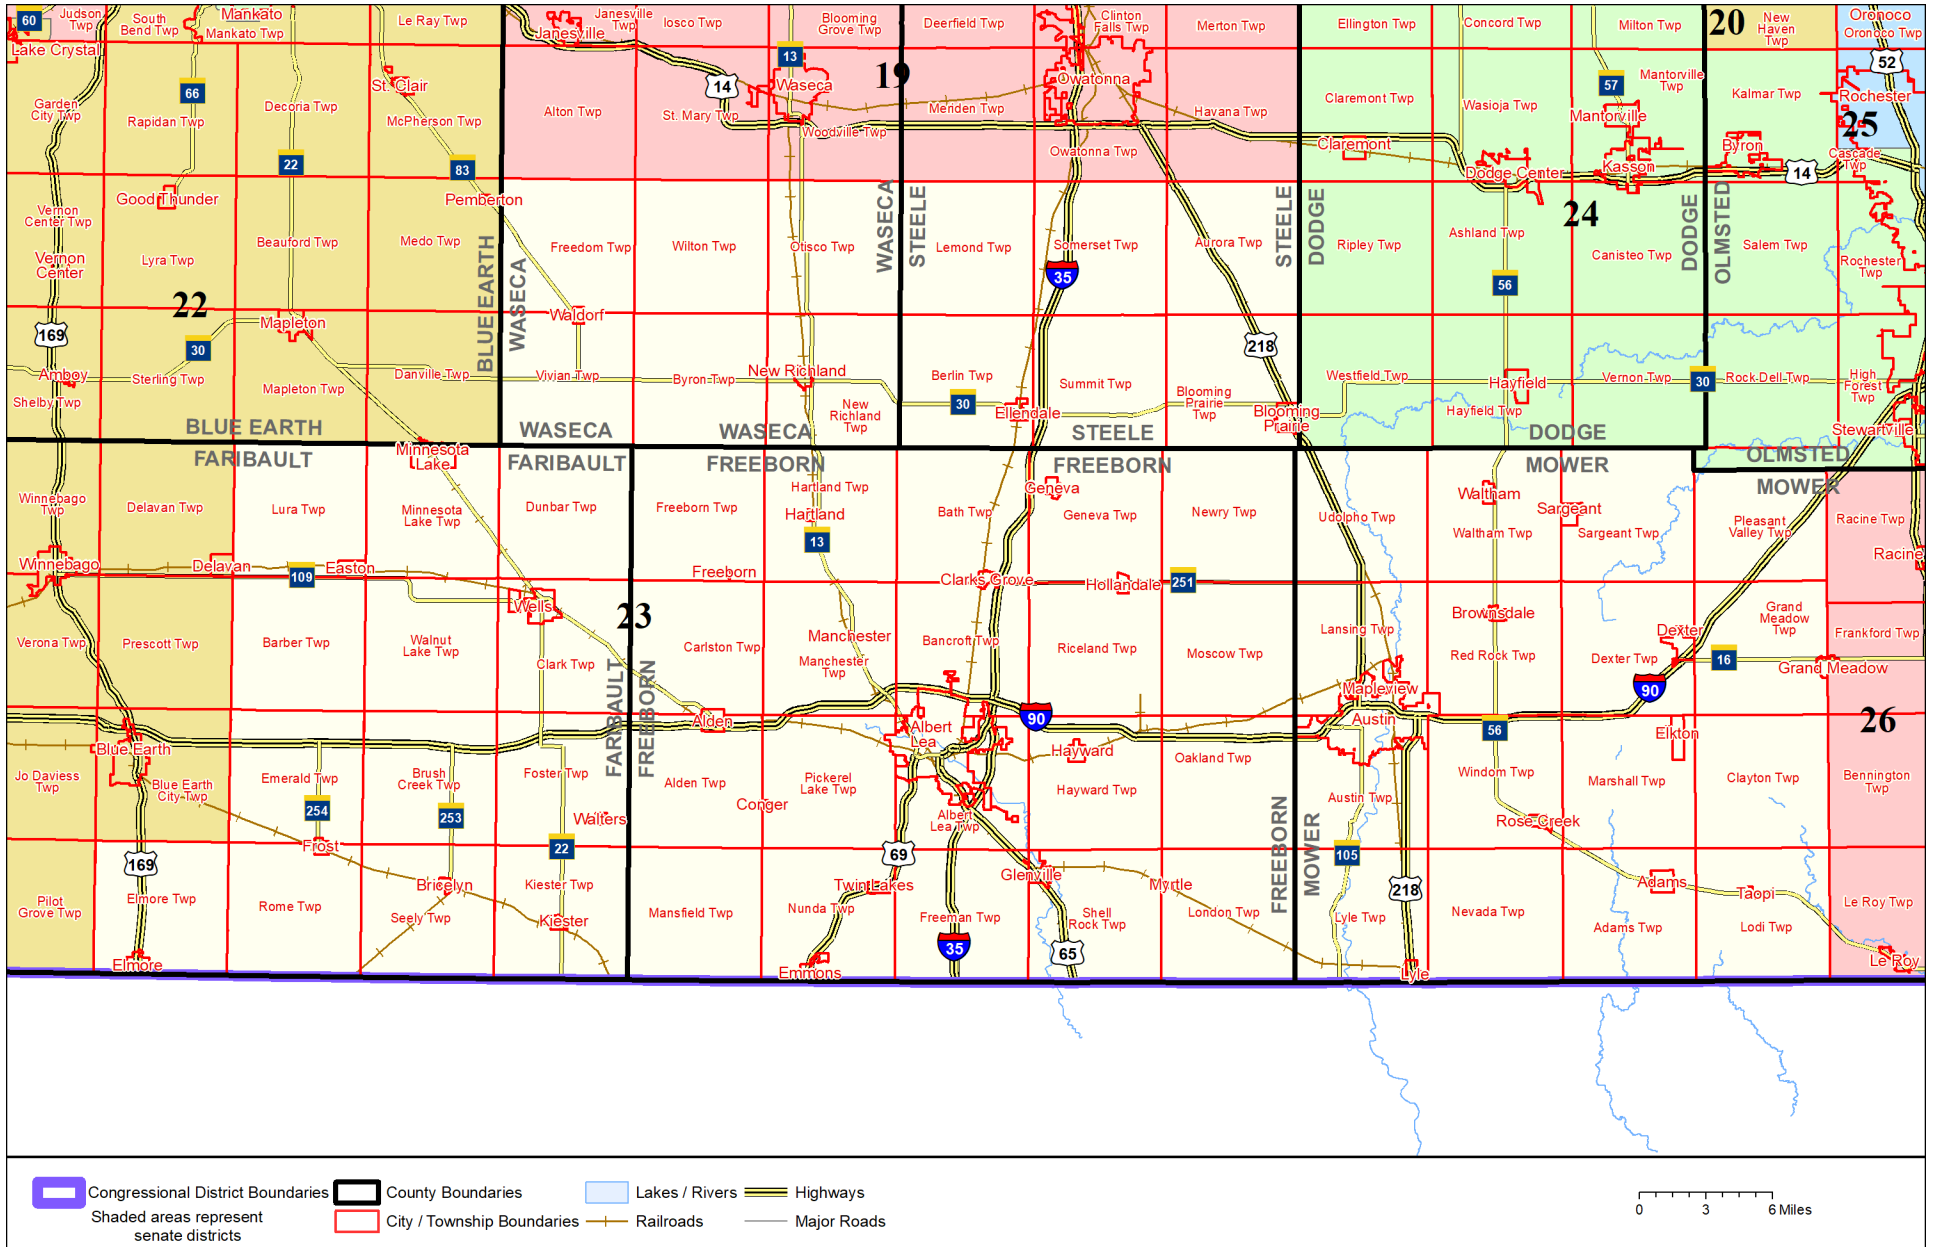 60
Judson
Twp
South
Bend Twp
Mankato
Mankato Twp
Le Ray Twp
Janesville
Twp
Janesville
Iosco Twp
Blooming
Grove Twp
Deerfield Twp
Clinton
Falls Twp
Merton Twp
Ellington Twp
Concord Twp
Milton Twp
20
New
Haven
Twp
Oronoco
Oronoco Twp
Lake Crystal
13
19
52
66
St. Clair
14
Waseca
Owatonna
57
Mantorville
Twp
Kalmar Twp
Rochester
Garden
City Twp
Rapidan Twp
Decoria Twp
McPherson Twp
Alton Twp
St. Mary Twp
Woodville Twp
Meriden Twp
Havana Twp
Claremont Twp
Wasioja Twp
Mantorville
25
22
83
Owatonna Twp
Claremont
Dodge Center
Kasson
Byron
14
Cascade
Twp
Good Thunder
Pemberton
WASECA
STEELE
STEELE
DODGE
24
DODGE
OLMSTED
Vernon
Center Twp
Beauford Twp
Medo Twp
Freedom Twp
Wilton Twp
Otisco Twp
Lemond Twp
Somerset Twp
Aurora Twp
Ripley Twp
Ashland Twp
Canisteo Twp
Salem Twp
Vernon
Center
Lyra Twp
BLUE EARTH
WASECA
35
56
Rochester
Twp
22
Mapleton
Waldorf
169
30
218
Amboy
Sterling Twp
Mapleton Twp
Danville Twp
Vivian Twp
Byron Twp
New Richland
Berlin Twp
Summit Twp
Blooming
Prairie
Twp
Westfield Twp
Hayfield
Vernon Twp
30
Rock Dell Twp
High
Forest
Twp
Shelby Twp
New
Richland
Twp
30
Ellendale
Blooming
Prairie
Hayfield Twp
Stewartville
BLUE EARTH
WASECA
WASECA
STEELE
DODGE
FARIBAULT
Minnesota
Lake
FARIBAULT
FREEBORN
FREEBORN
MOWER
OLMSTED
MOWER
Winnebago
Twp
Delavan Twp
Lura Twp
Minnesota
Lake Twp
Dunbar Twp
Freeborn Twp
Hartland Twp
Hartland
13
Bath Twp
Geneva
Geneva Twp
Newry Twp
Udolpho Twp
Waltham
Waltham Twp
Sargeant
Sargeant Twp
Pleasant
Valley Twp
Racine Twp
Racine
Winnebago
Delavan
109
Easton
Wells
Freeborn
Clarks Grove
Hollandale
251
23
Brownsdale
Dexter
Grand
Meadow
Twp
Frankford Twp
Verona Twp
Prescott Twp
Barber Twp
Walnut
Lake Twp
Clark Twp
Carlston Twp
Manchester
Manchester
Twp
Bancroft Twp
Riceland Twp
Moscow Twp
Lansing Twp
Red Rock Twp
Dexter Twp
16
Grand Meadow
FARIBAULT
FREEBORN
Mapleview
90
Alden
Albert
Lea
90
Austin
56
Elkton
26
Blue Earth
Hayward
Oakland Twp
Jo Daviess
Twp
Blue Earth
City Twp
Emerald Twp
Brush
Creek Twp
Foster Twp
Alden Twp
Pickerel
Lake Twp
Hayward Twp
Windom Twp
Marshall Twp
Clayton Twp
Bennington
Twp
254
253
Walters
Conger
Albert
Lea Twp
Austin Twp
Rose Creek
Frost
22
69
FREEBORN
MOWER
105
169
Bricelyn
Kiester Twp
Twin Lakes
Glenville
Myrtle
218
Adams
Taopi
Pilot
Grove Twp
Elmore Twp
Rome Twp
Seely Twp
Kiester
Mansfield Twp
Nunda Twp
Freeman Twp
Shell
Rock Twp
London Twp
Lyle Twp
Nevada Twp
Adams Twp
Lodi Twp
Le Roy Twp
35
65
Elmore
Emmons
Lyle
Le Roy
Congressional District Boundaries
County Boundaries
Lakes / Rivers
Highways
Shaded areas represent
senate districts
City / Township Boundaries
Railroads
Major Roads
0 3 6 Miles